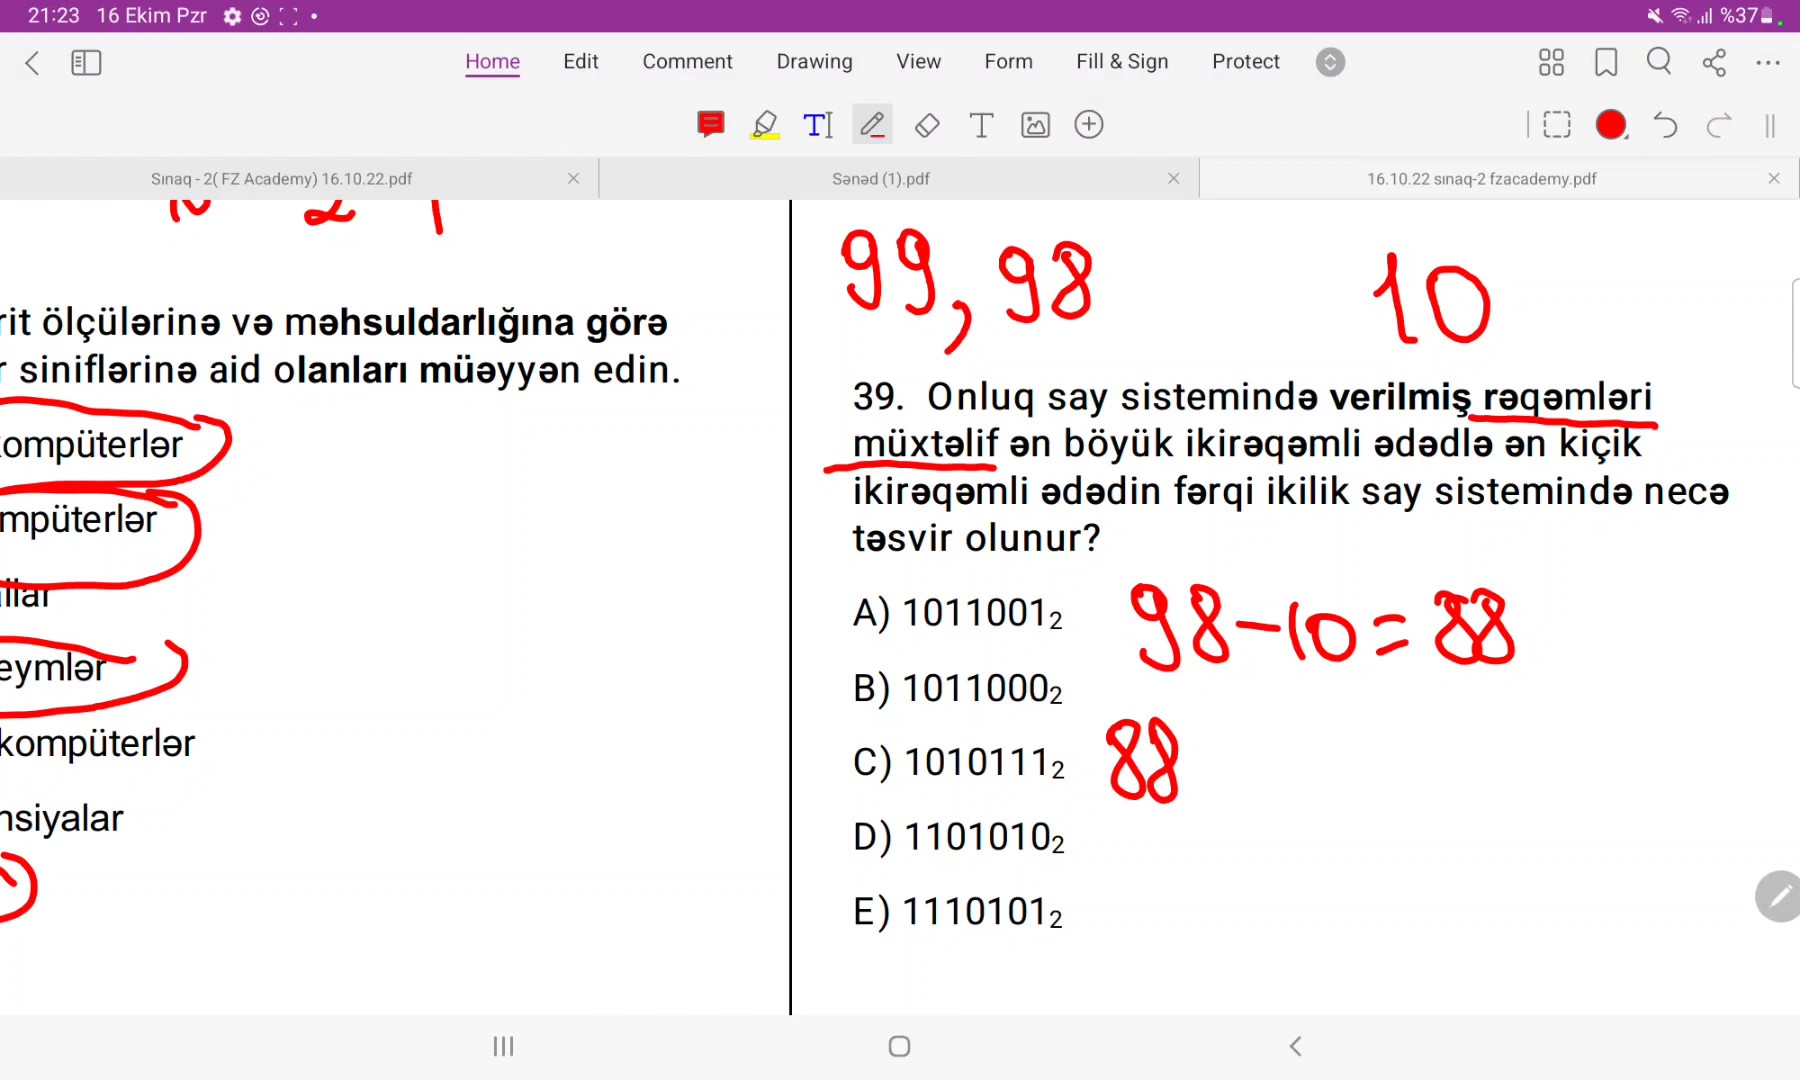 21:23 16 Ekim Pzr %37
Home Edit Comment Drawing View Form Fill & Sign Protect
Sınaq - 2( FZ Academy) 16.10.22.pdf
Sənəd (1).pdf
16.10.22 sınaq-2 fzacademy.pdf
rit ölçülərinə və məhsuldarlığına görə
r siniflərinə aid olanları müəyyən edin.
kompüterlər
mpüterlər
allar
eymlər
kompüterlər
nsiyalar
99, 98 10
39. Onluq say sistemində verilmiş rəqəmləri
müxtəlif ən böyük ikirəqəmli ədədlə ən kiçik
ikirəqəmli ədədin fərqi ikilik say sistemində necə
təsvir olunur?
A) 1011001₂
98-10=88
B) 1011000₂
C) 1010111₂ 88
D) 1101010₂
E) 1110101₂